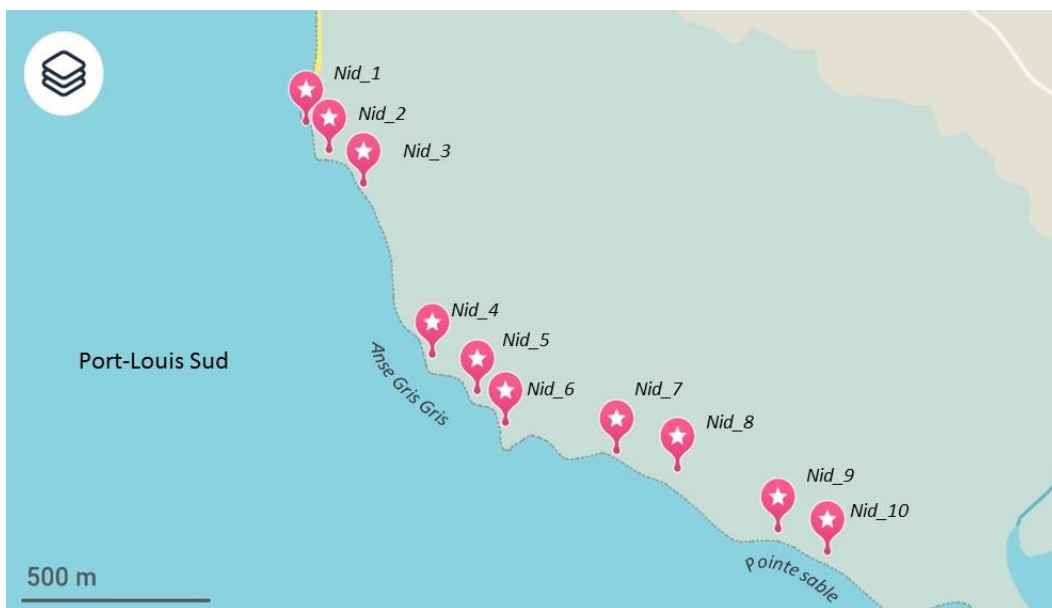 Nid_1
Nid_2
Nid_3
Nid_4
Nid_5
Nid_6
Nid_7
Nid_8
Nid_9
Nid_10
Port-Louis Sud
Anse Gris Gris
Pointe sable
500 m